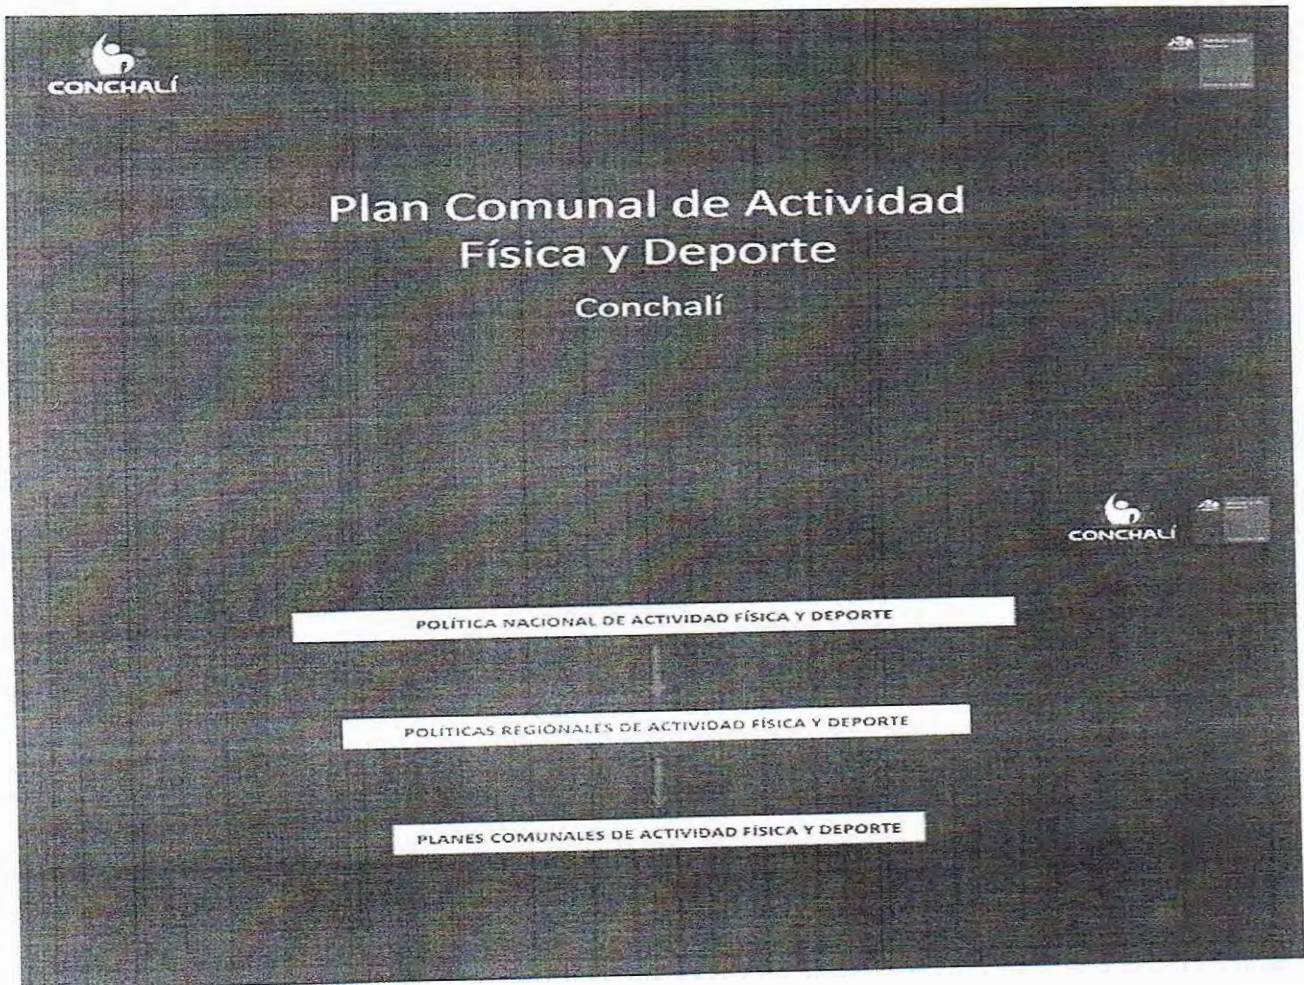 CONCHALÍ
Plan Comunal de Actividad
Física y Deporte
Conchalí
CONCHALÍ
POLÍTICA NACIONAL DE ACTIVIDAD FÍSICA Y DEPORTE
POLÍTICAS REGIONALES DE ACTIVIDAD FÍSICA Y DEPORTE
PLANES COMUNALES DE ACTIVIDAD FÍSICA Y DEPORTE